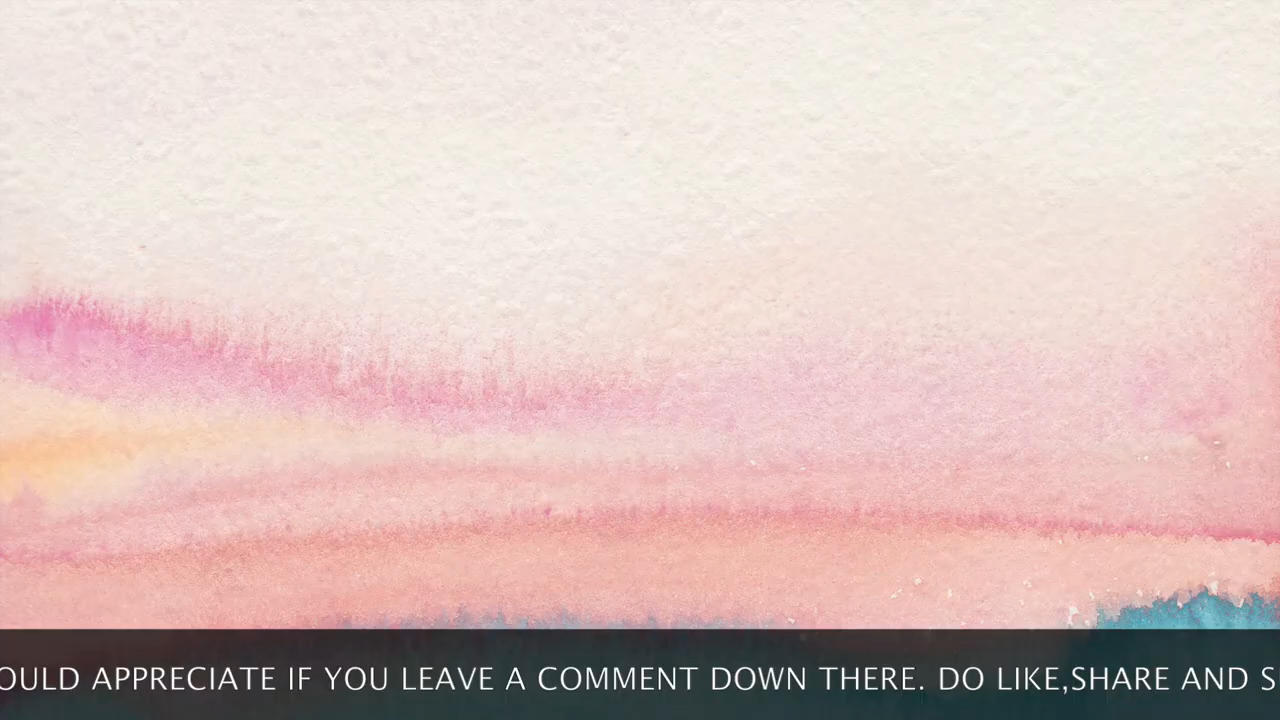 OULD APPRECIATE IF YOU LEAVE A COMMENT DOWN THERE. DO LIKE,SHARE AND S